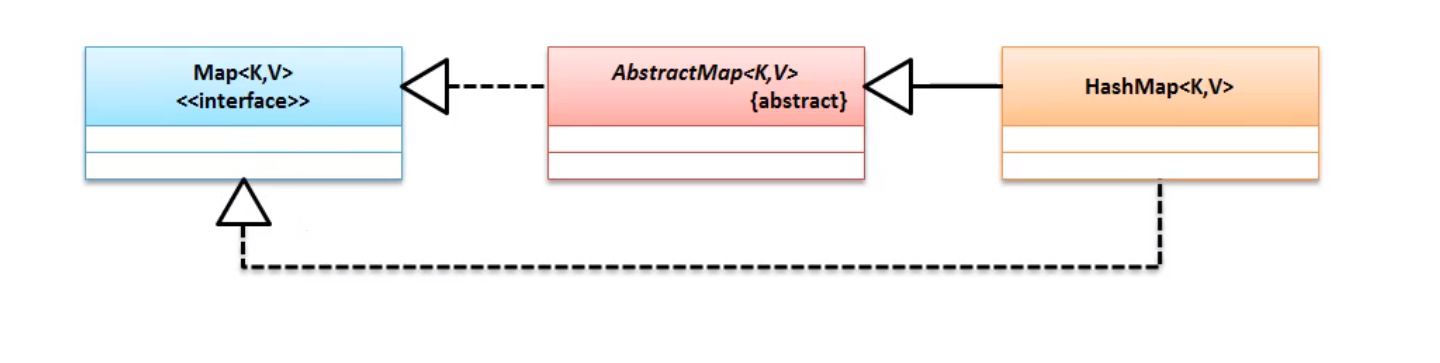 Map<K,V>
<<interface>>
AbstractMap<K,V>
{abstract}
HashMap<K,V>